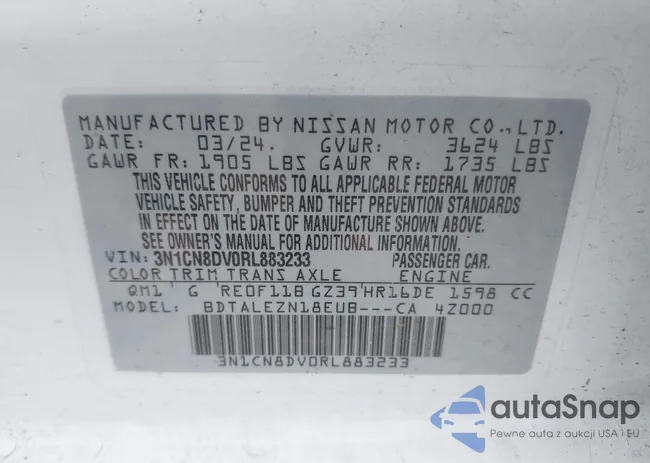 MANUFACTURED BY NISSAN MOTOR CO.,LTD.
DATE: 03/24. GVWR: 3624 LBS
GAWR FR: 1905 LBS GAWR RR: 1735 LBS
THIS VEHICLE CONFORMS TO ALL APPLICABLE FEDERAL MOTOR
VEHICLE SAFETY, BUMPER AND THEFT PREVENTION STANDARDS
IN EFFECT ON THE DATE OF MANUFACTURE SHOWN ABOVE.
SEE OWNER'S MANUAL FOR ADDITIONAL INFORMATION.
VIN: 3N1CN8DV0RL883233 PASSENGER CAR.
COLOR TRIM TRANS AXLE ENGINE
QM1 G RE0F11B GZ39 HR16DE 1598 CC
MODEL BDTALEZN18EUB---CA 4Z000
3N1CN8DV0RL883233
autaSnap
Pewne auta z aukcji USA i EU